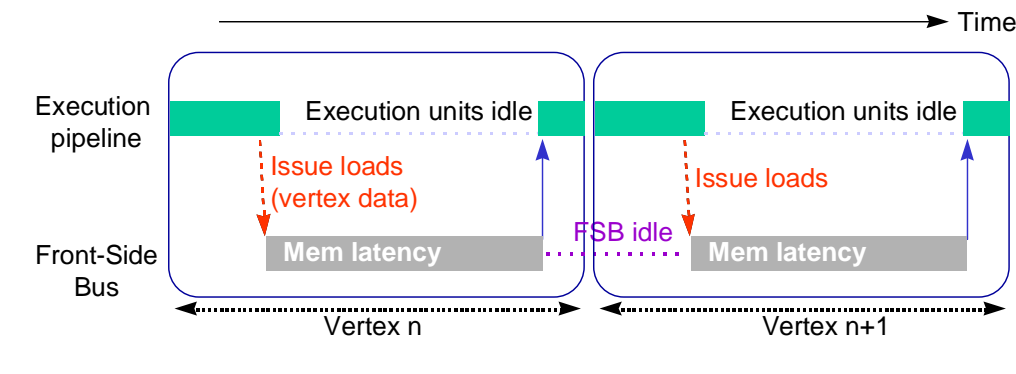 Time
Execution
pipeline
Execution units idle
Execution units idle
Issue loads
(vertex data)
Issue loads
FSB idle
Front-Side
Bus
Mem latency
Mem latency
Vertex n
Vertex n+1